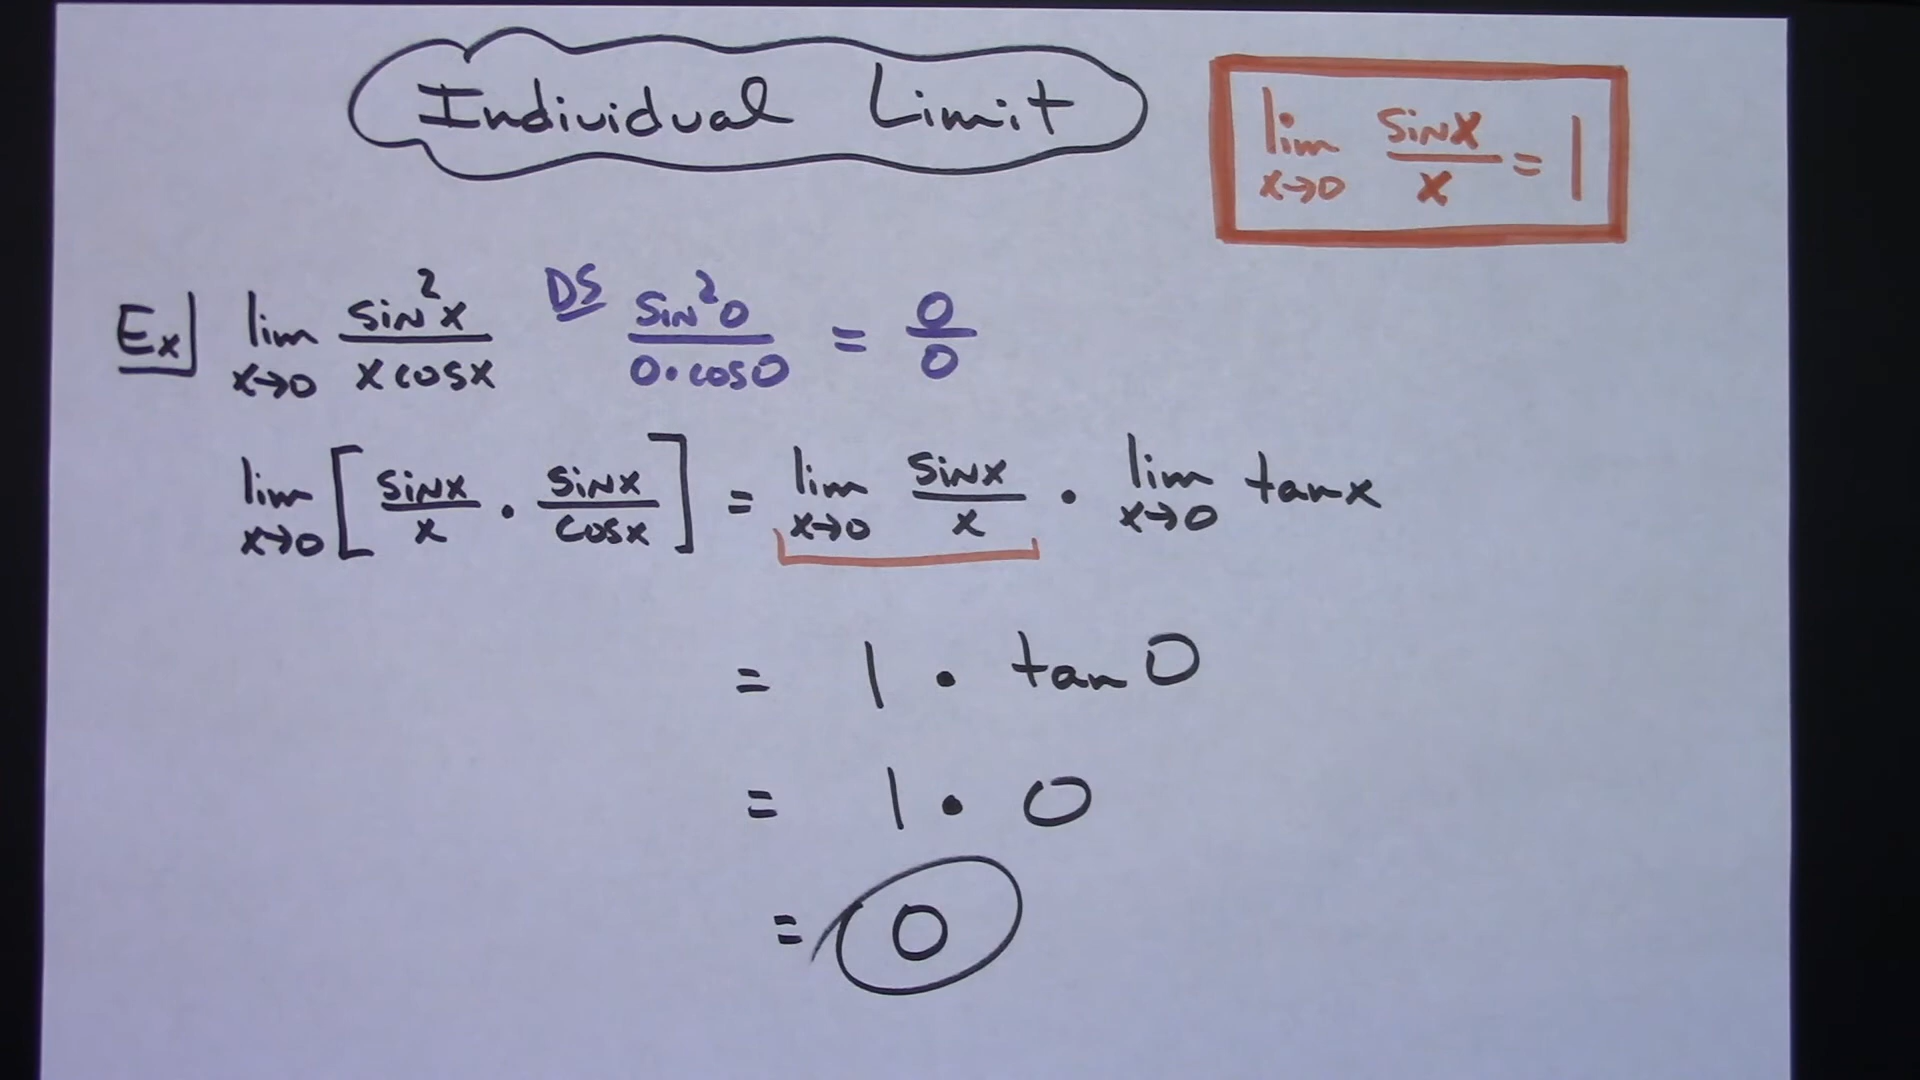 Individual Limit
lim x→0 sinx/x = 1
Ex lim x→0 sin²x/xcosx DS sin²0/0·cos0 = 0/0
lim x→0 [sinx/x · sinx/cosx] = lim x→0 sinx/x · lim x→0 tanx
= 1 · tan0
= 1 · 0
= 0